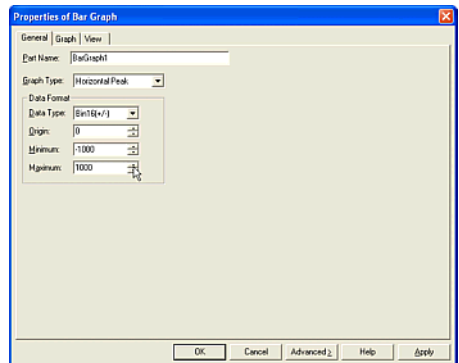 Properties of Bar Graph
General Graph View
Part Name: BarGraph1
Graph Type: Horizontal Peak
Data Format
Data Type: Bin16(+/-)
Origin: 0
Minimum: -1000
Maximum: 1000
OK Cancel Advanced > Help Apply